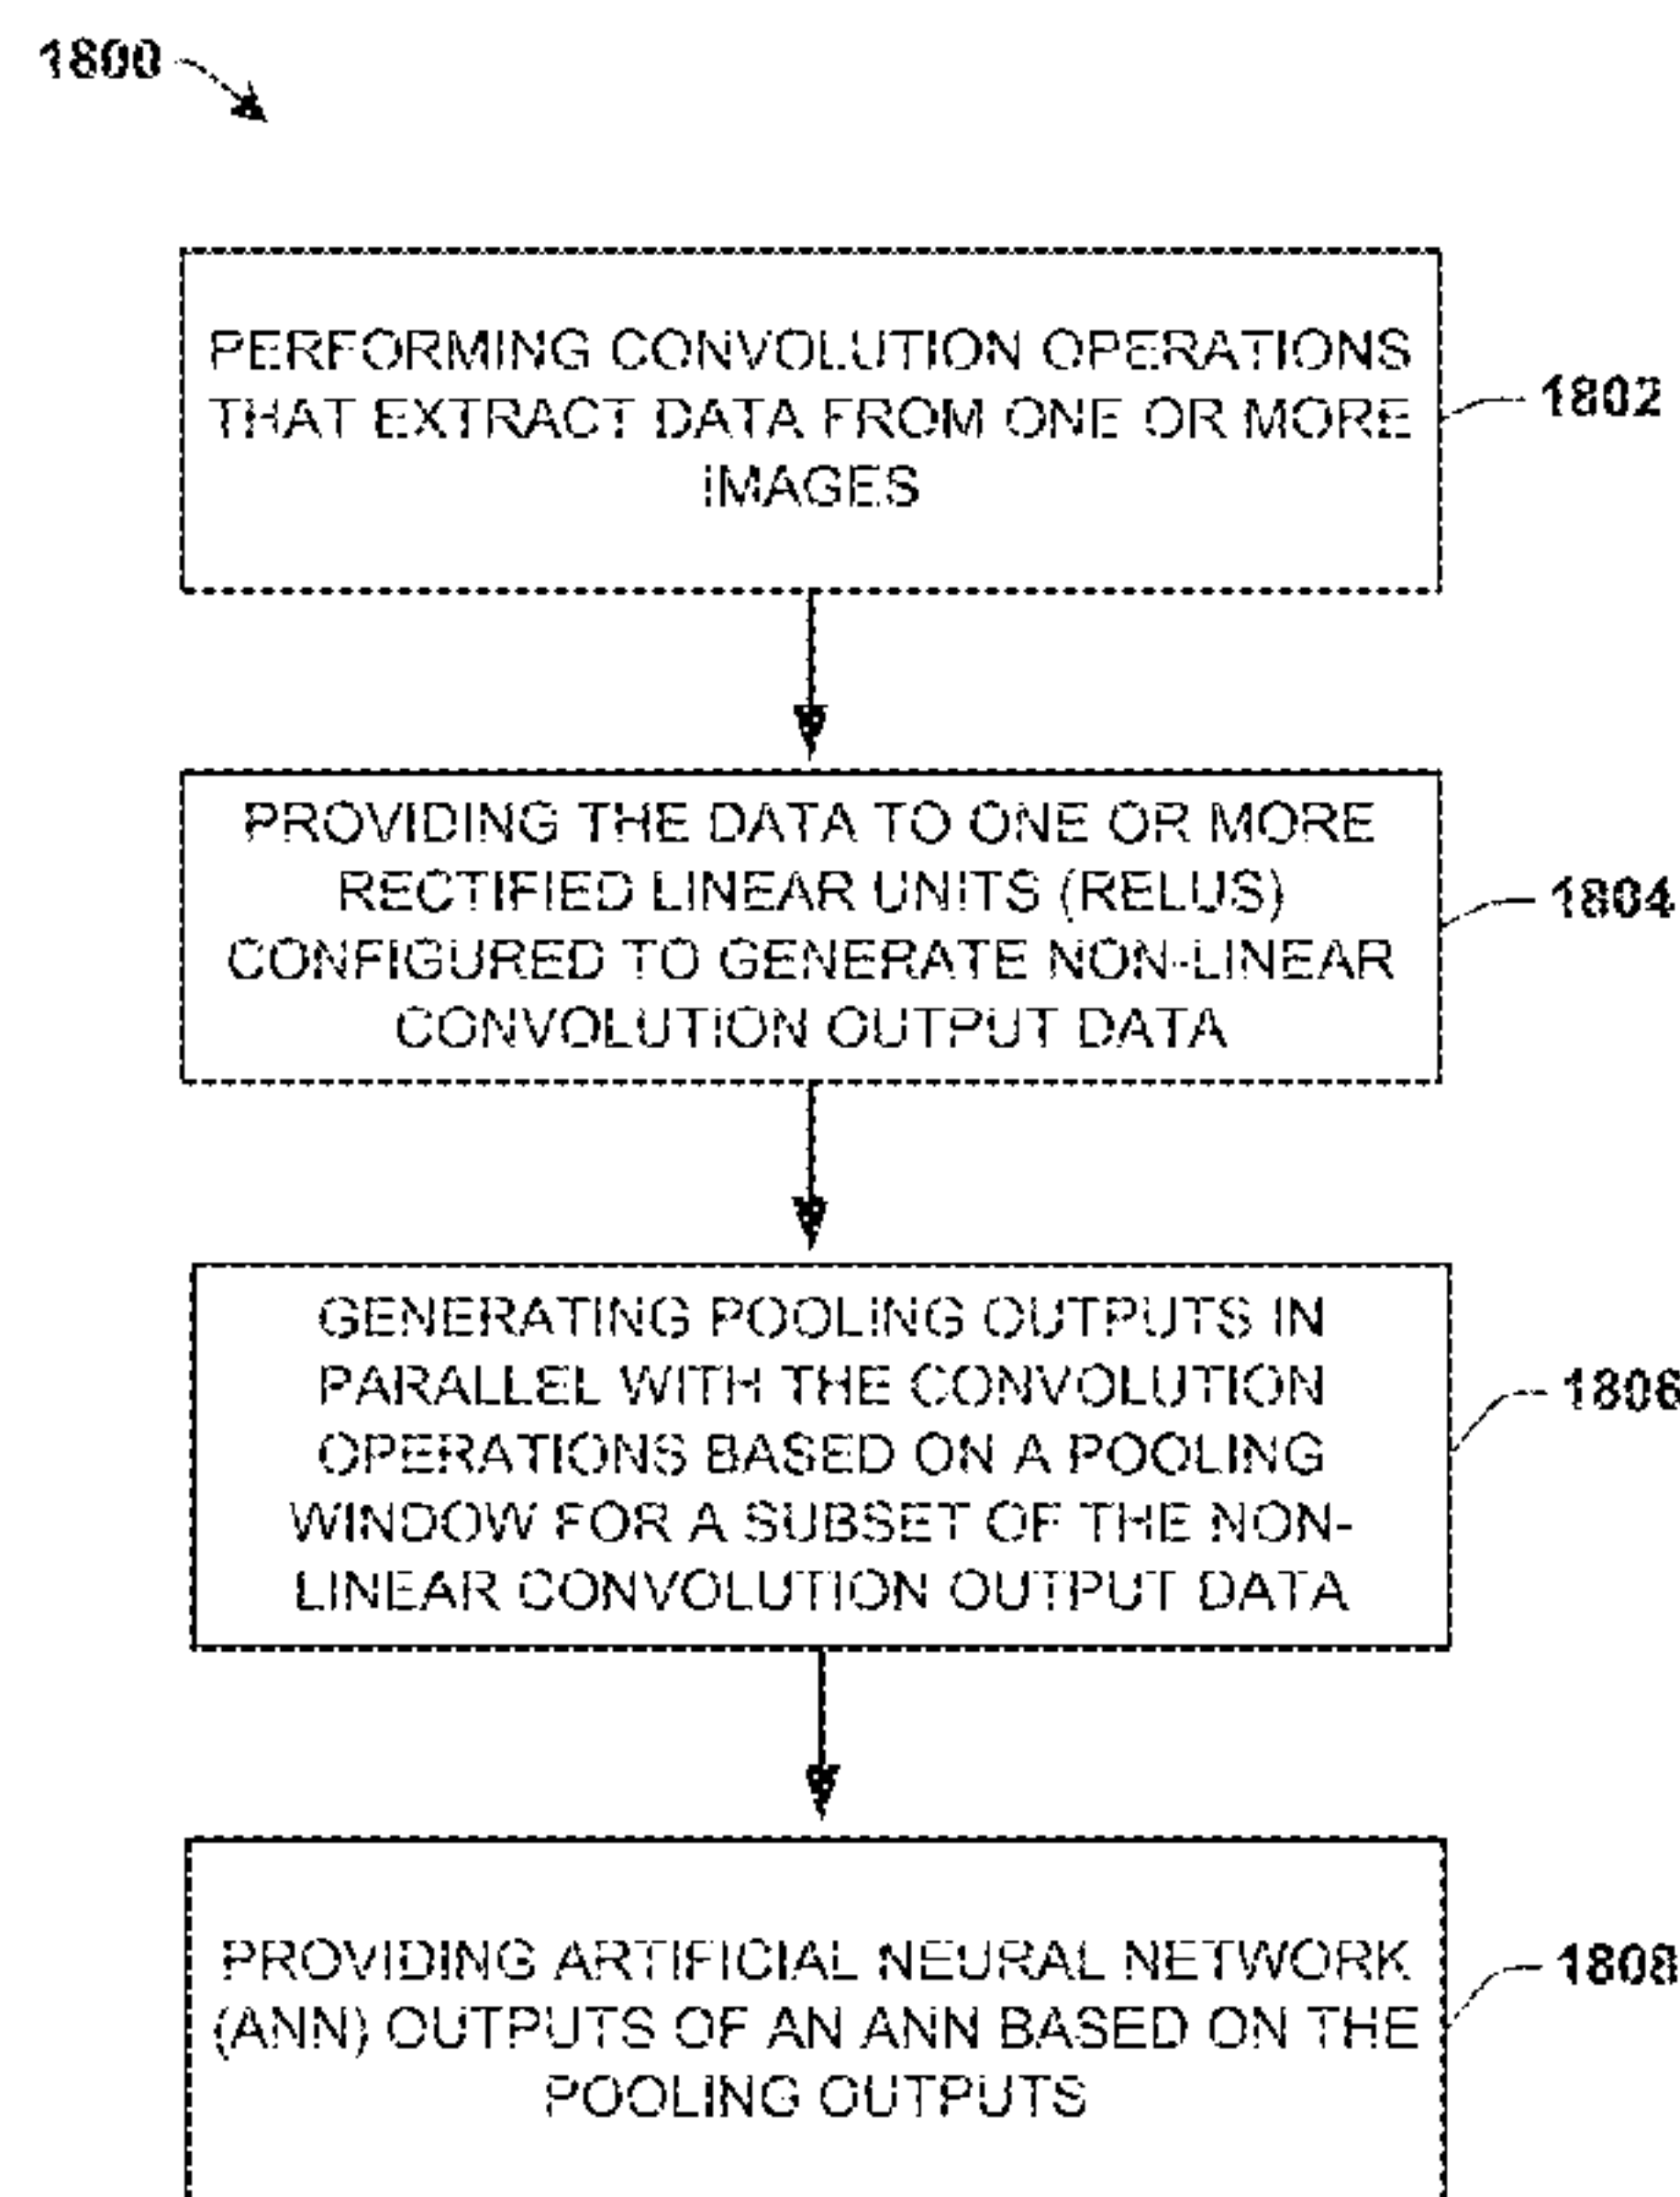 1800
PERFORMING CONVOLUTION OPERATIONS
THAT EXTRACT DATA FROM ONE OR MORE
IMAGES
1802
PROVIDING THE DATA TO ONE OR MORE
RECTIFIED LINEAR UNITS (RELUS)
CONFIGURED TO GENERATE NON-LINEAR
CONVOLUTION OUTPUT DATA
1804
GENERATING POOLING OUTPUTS IN
PARALLEL WITH THE CONVOLUTION
OPERATIONS BASED ON A POOLING
WINDOW FOR A SUBSET OF THE NON-
LINEAR CONVOLUTION OUTPUT DATA
1806
PROVIDING ARTIFICIAL NEURAL NETWORK
(ANN) OUTPUTS OF AN ANN BASED ON THE
POOLING OUTPUTS
1808